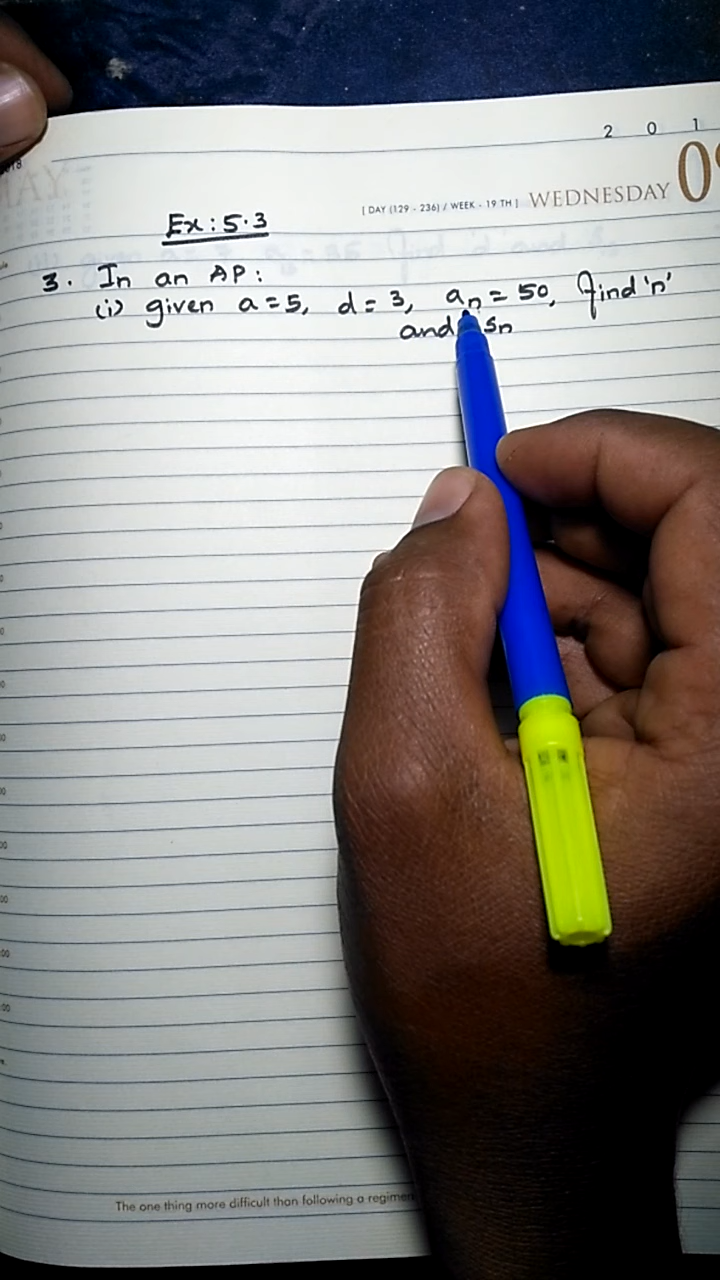 2 0 1
[ DAY (129 - 236) / WEEK - 19 TH ] WEDNESDAY 09
Ex: 5.3
3. In an AP:
(i) given a = 5, d = 3, an = 50, find 'n'
and Sn
The one thing more difficult than following a regimen